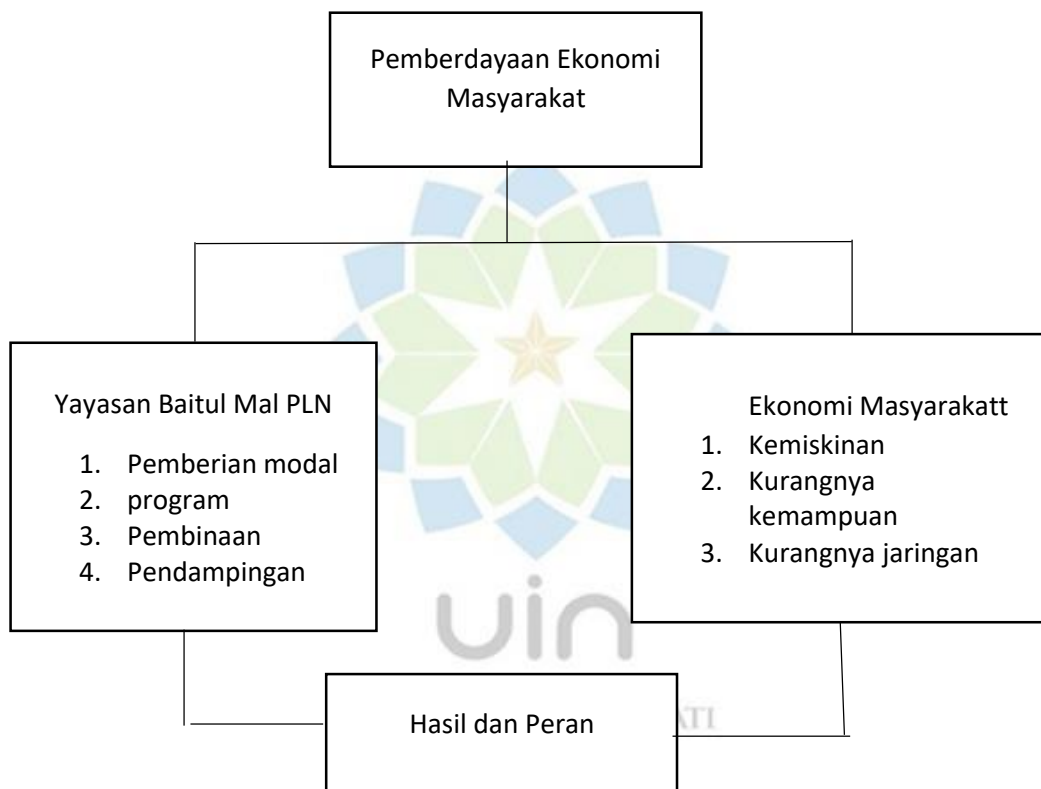 Pemberdayaan Ekonomi
Masyarakat
Yayasan Baitul Mal PLN
1. Pemberian modal
2. program
3. Pembinaan
4. Pendampingan
Ekonomi Masyarakatt
1. Kemiskinan
2. Kurangnya
kemampuan
3. Kurangnya jaringan
uin
Hasil dan Peran
ATI